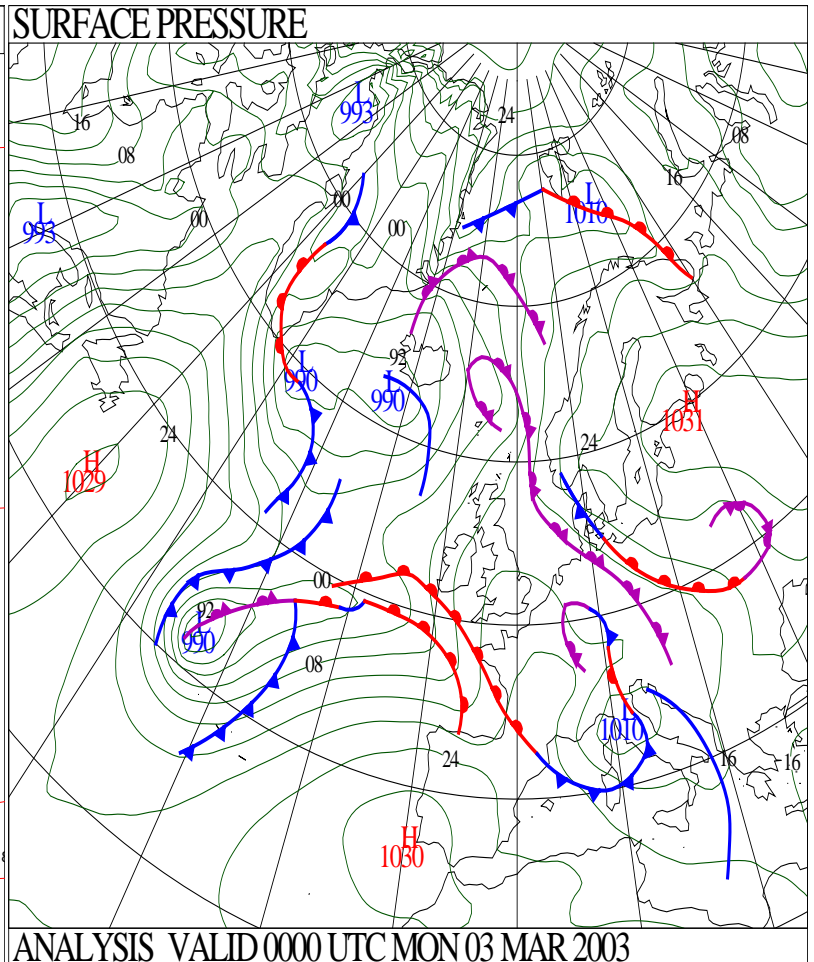 SURFACE PRESSURE
L
993
24
16
08
08
16
L
993
00
00
00
L
1010
92
L
990
L
990
H
1031
24
24
H
1029
00
92
L
990
08
L
1010
24
16
16
H
1030
ANALYSIS VALID 0000 UTC MON 03 MAR 2003